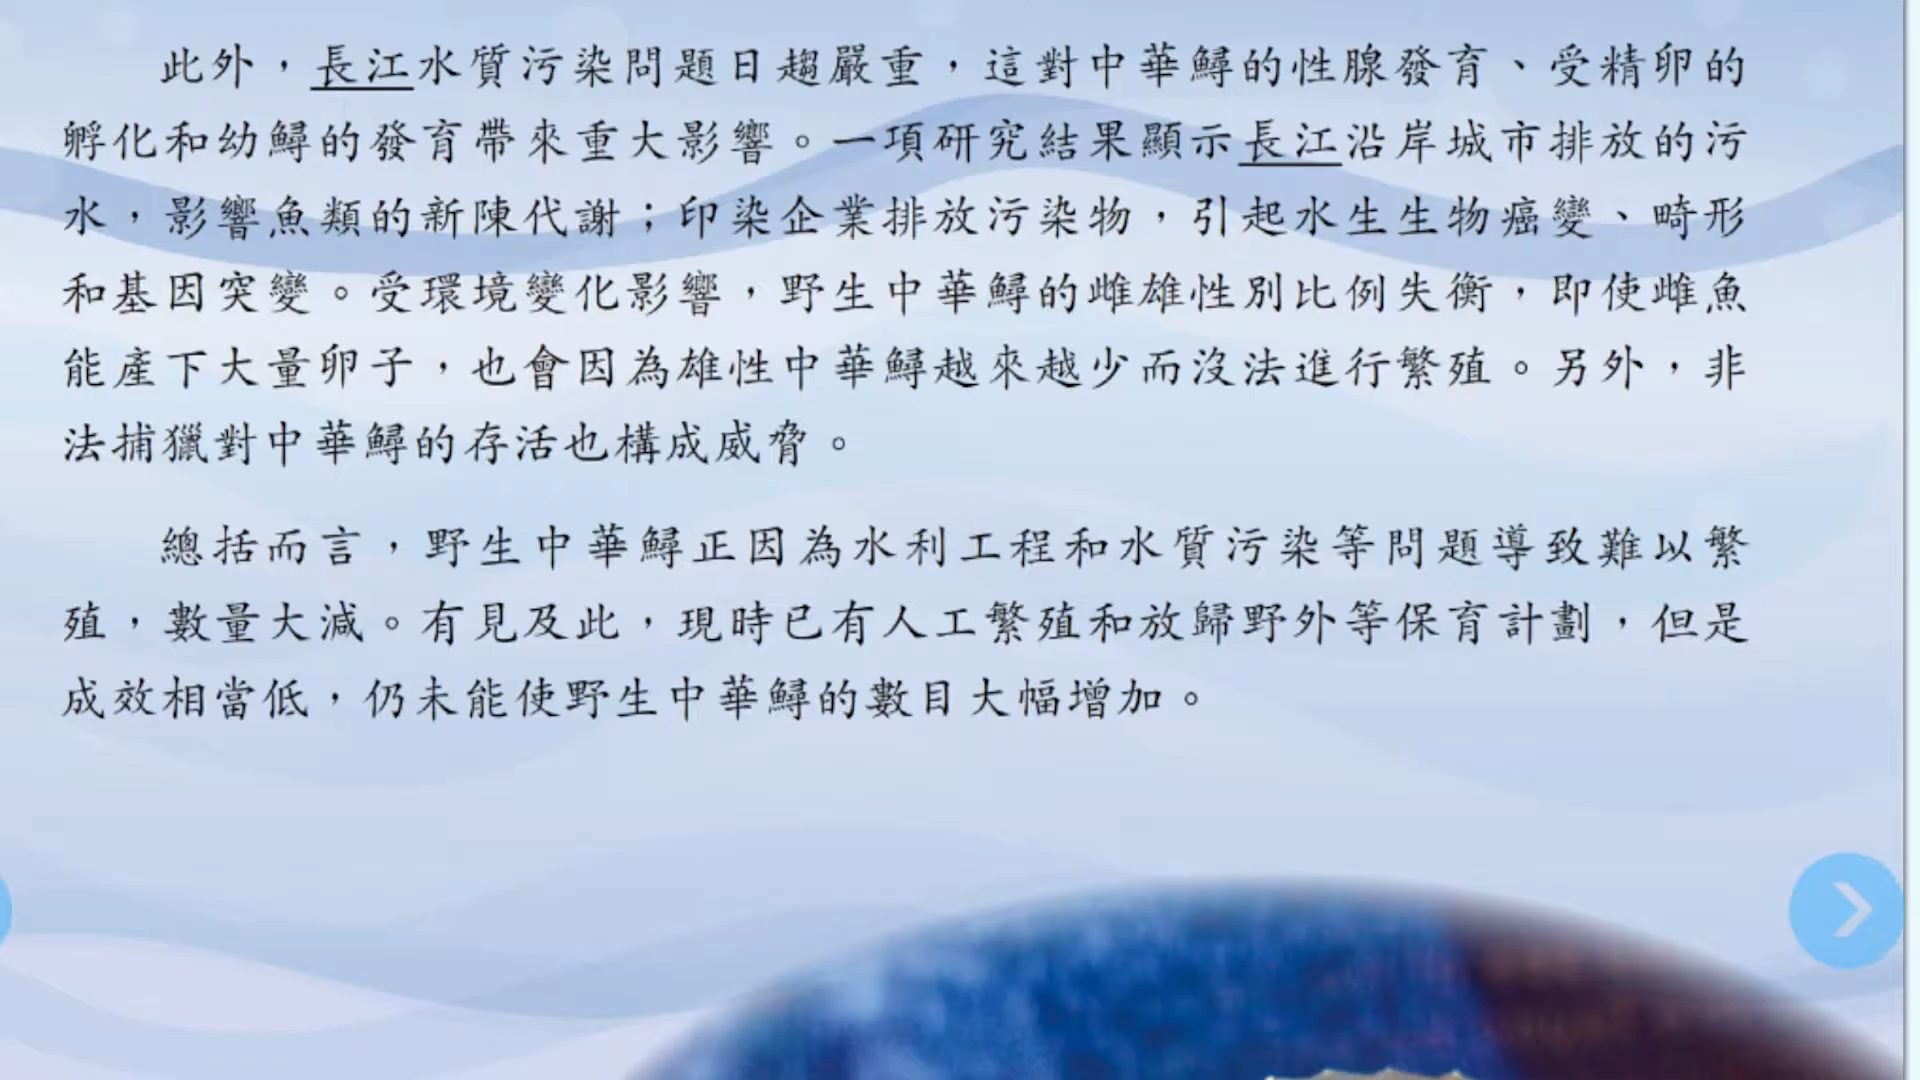 此外，長江水質污染問題日趨嚴重，這對中華鱘的性腺發育、受精卵的
孵化和幼鱘的發育帶來重大影響。一項研究結果顯示長江沿岸城市排放的污
水，影響魚類的新陳代謝；印染企業排放污染物，引起水生生物癌變、畸形
和基因突變。受環境變化影響，野生中華鱘的雌雄性別比例失衡，即使雌魚
能產下大量卵子，也會因為雄性中華鱘越來越少而沒法進行繁殖。另外，非
法捕獵對中華鱘的存活也構成威脅。
總括而言，野生中華鱘正因為水利工程和水質污染等問題導致難以繁
殖，數量大減。有見及此，現時已有人工繁殖和放歸野外等保育計劃，但是
成效相當低，仍未能使野生中華鱘的數目大幅增加。